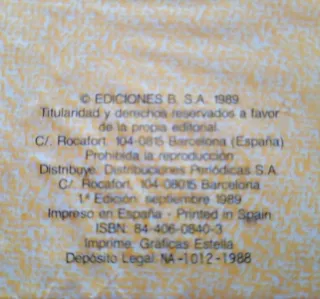 © EDICIONES B, S.A. 1989
Titularidad y derechos reservados a favor
de la propia editorial.
C/. Rocafort, 104-0815 Barcelona (España)
Prohibida la reproducción
Distribuye: Distribuciones Periódicas S.A.
C/. Rocafort, 104-08015 Barcelona
1ª Edición: septiembre 1989
Impreso en España - Printed in Spain
ISBN: 84-406-0840-3
Imprime: Gráficas Estella
Depósito Legal: NA-1012-1988